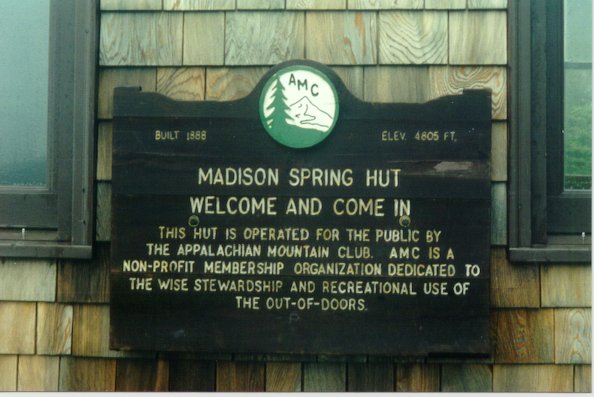 AMC
BUILT 1888 ELEV. 4805 FT.
MADISON SPRING HUT
WELCOME AND COME IN
THIS HUT IS OPERATED FOR THE PUBLIC BY
THE APPALACHIAN MOUNTAIN CLUB. AMC IS A
NON-PROFIT MEMBERSHIP ORGANIZATION DEDICATED TO
THE WISE STEWARDSHIP AND RECREATIONAL USE OF
THE OUT-OF-DOORS.